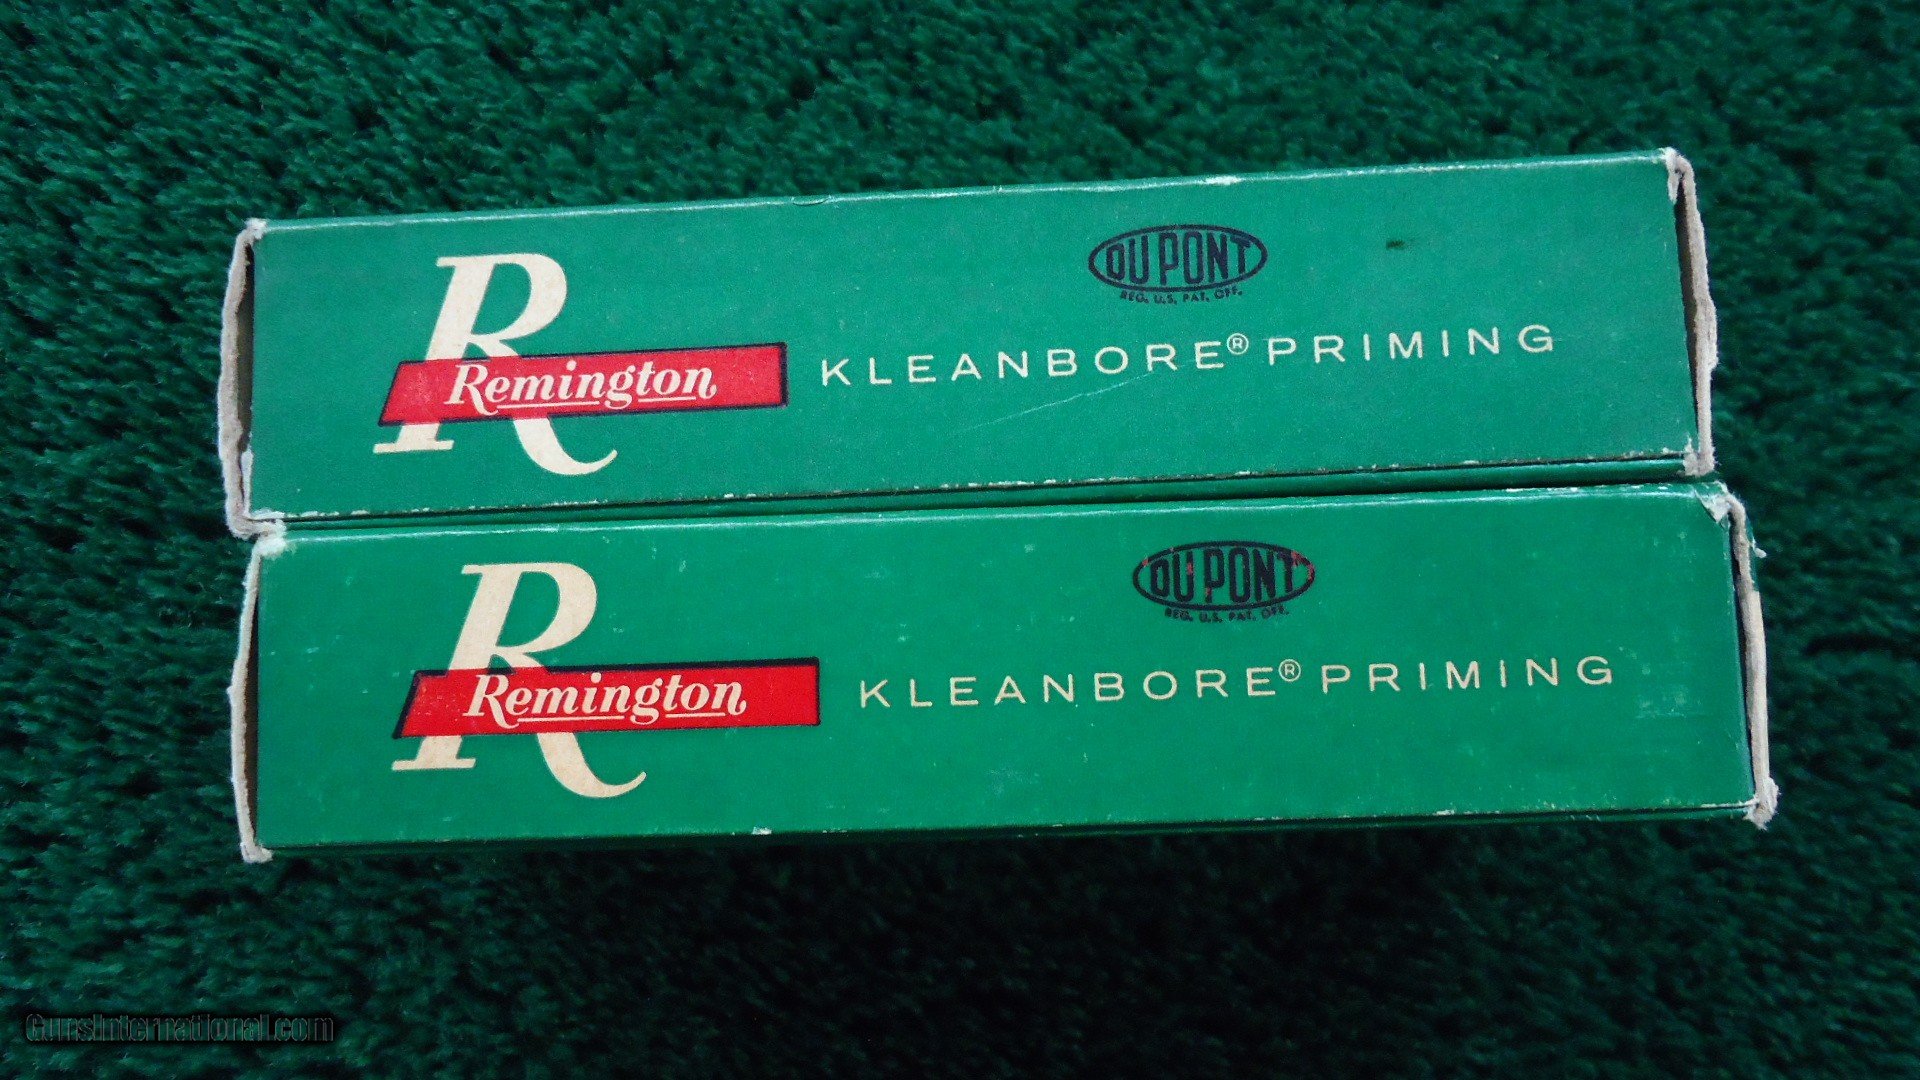 DU PONT
REG. U.S. PAT. OFF.
R
Remington
KLEANBORE® PRIMING
DU PONT
REG. U.S. PAT. OFF.
R
Remington
KLEANBORE® PRIMING
GunsInternational.com